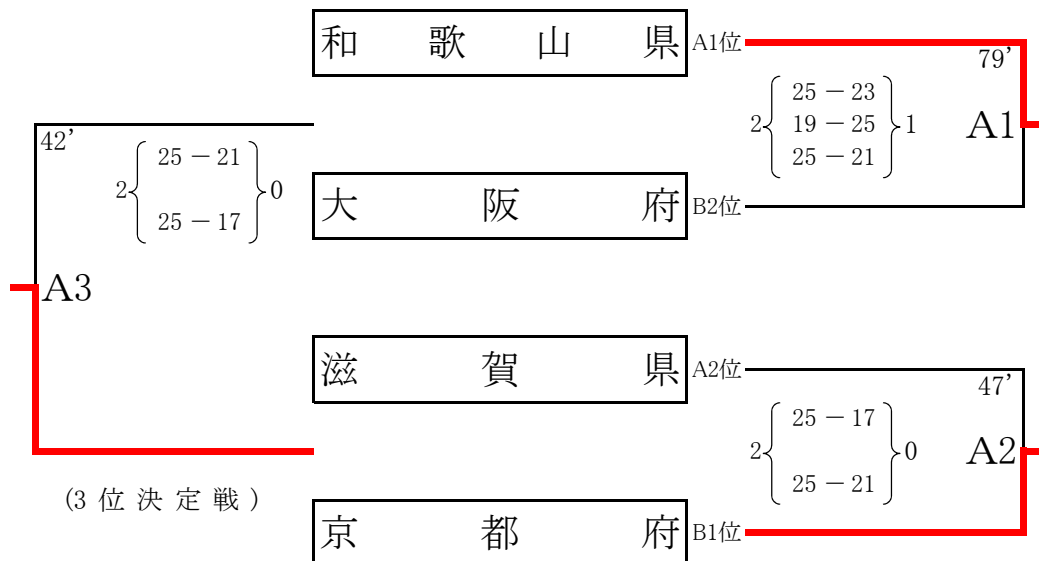 和歌山県 A1位
79’
25 － 23
2 19 － 25 1
25 － 21
A1
42’
25 － 21
2 0
25 － 17
大阪府 B2位
A3
滋賀県 A2位
47’
25 － 17
2 0
25 － 21
A2
(3 位 決 定 戦 )
京都府 B1位